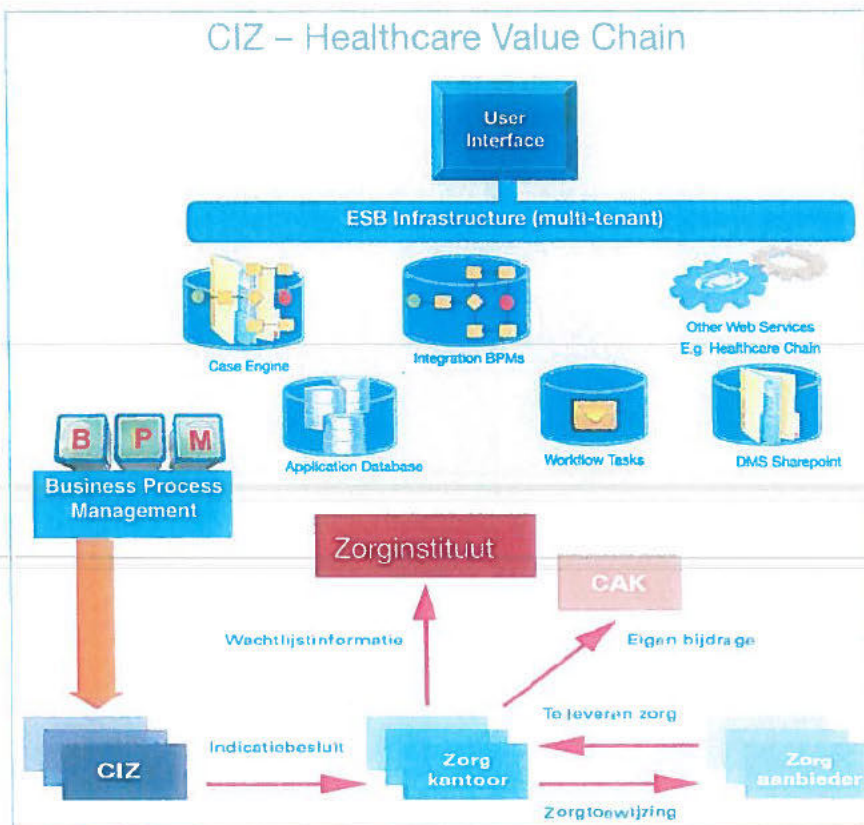 CIZ – Healthcare Value Chain
User
Interface
ESB Infrastructure (multi-tenant)
Case Engine
Integration BPMs
Other Web Services
E.g. Healthcare Chain
Application Database
Workflow Tasks
DMS Sharepoint
B P M
Business Process
Management
Zorginstituut
CAK
Wachtlijstinformatie
Eigen bijdrage
Te leveren zorg
Indicatiebesluit
CIZ
Zorg
kantoor
Zorg
aanbieder
Zorgtoewijzing